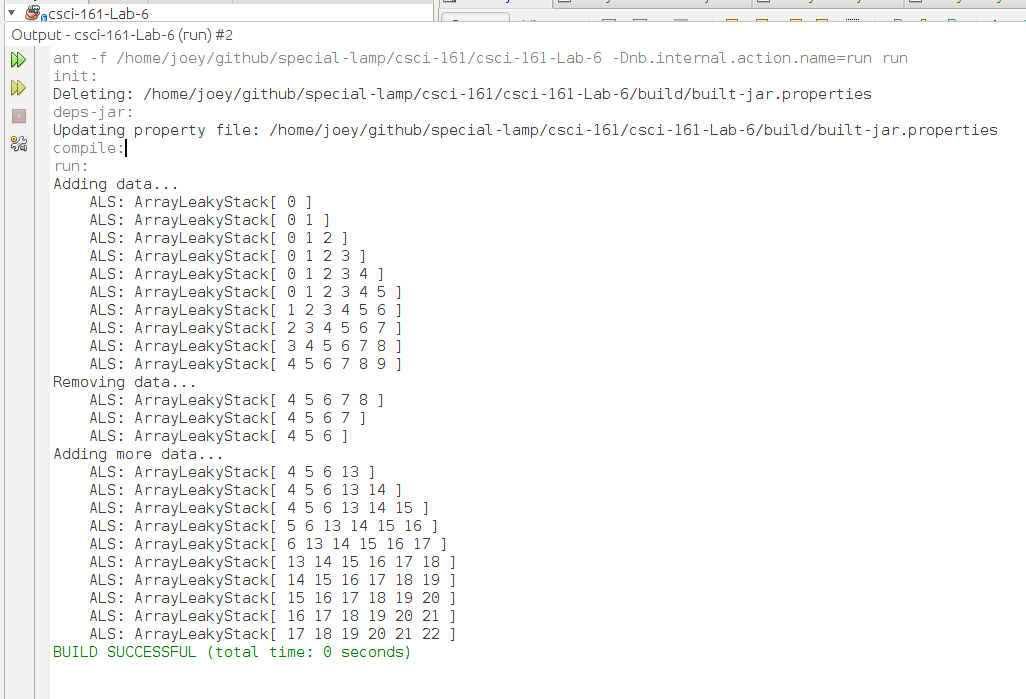 csci-161-Lab-6
Output - csci-161-Lab-6 (run) #2
ant -f /home/joey/github/special-lamp/csci-161/csci-161-Lab-6 -Dnb.internal.action.name=run run
init:
Deleting: /home/joey/github/special-lamp/csci-161/csci-161-Lab-6/build/built-jar.properties
deps-jar:
Updating property file: /home/joey/github/special-lamp/csci-161/csci-161-Lab-6/build/built-jar.properties
compile:
run:
Adding data...
ALS: ArrayLeakyStack[ 0 ]
ALS: ArrayLeakyStack[ 0 1 ]
ALS: ArrayLeakyStack[ 0 1 2 ]
ALS: ArrayLeakyStack[ 0 1 2 3 ]
ALS: ArrayLeakyStack[ 0 1 2 3 4 ]
ALS: ArrayLeakyStack[ 0 1 2 3 4 5 ]
ALS: ArrayLeakyStack[ 1 2 3 4 5 6 ]
ALS: ArrayLeakyStack[ 2 3 4 5 6 7 ]
ALS: ArrayLeakyStack[ 3 4 5 6 7 8 ]
ALS: ArrayLeakyStack[ 4 5 6 7 8 9 ]
Removing data...
ALS: ArrayLeakyStack[ 4 5 6 7 8 ]
ALS: ArrayLeakyStack[ 4 5 6 7 ]
ALS: ArrayLeakyStack[ 4 5 6 ]
Adding more data...
ALS: ArrayLeakyStack[ 4 5 6 13 ]
ALS: ArrayLeakyStack[ 4 5 6 13 14 ]
ALS: ArrayLeakyStack[ 4 5 6 13 14 15 ]
ALS: ArrayLeakyStack[ 5 6 13 14 15 16 ]
ALS: ArrayLeakyStack[ 6 13 14 15 16 17 ]
ALS: ArrayLeakyStack[ 13 14 15 16 17 18 ]
ALS: ArrayLeakyStack[ 14 15 16 17 18 19 ]
ALS: ArrayLeakyStack[ 15 16 17 18 19 20 ]
ALS: ArrayLeakyStack[ 16 17 18 19 20 21 ]
ALS: ArrayLeakyStack[ 17 18 19 20 21 22 ]
BUILD SUCCESSFUL (total time: 0 seconds)